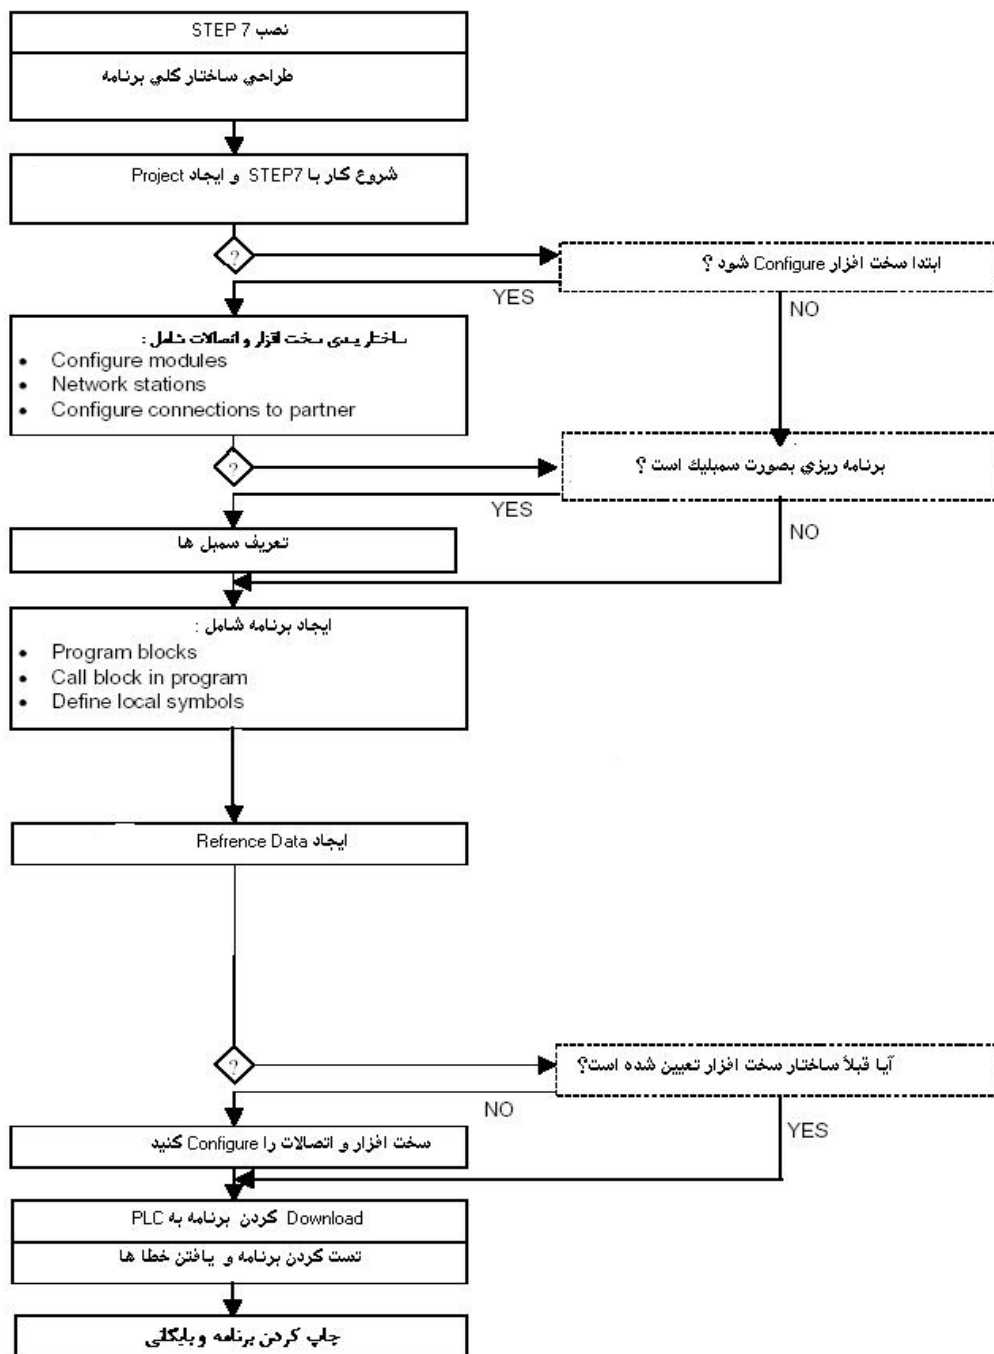 نصب STEP 7
طراحي ساختار كلي برنامه
شروع كار با STEP7 و ايجاد Project
?
ابتدا سخت افزار Configure شود ؟
YES
NO
ساختار بندي سخت افزار و اتصالات شامل :
• Configure modules
• Network stations
• Configure connections to partner
?
برنامه ريزي بصورت سمبليك است ؟
YES
NO
تعريف سمبل ها
ايجاد برنامه شامل :
• Program blocks
• Call block in program
• Define local symbols
ايجاد Refrence Data
?
آيا قبلاً ساختار سخت افزار تعيين شده است؟
NO
YES
سخت افزار و اتصالات را Configure كنيد
Download كردن برنامه به PLC
تست كردن برنامه و يافتن خطا ها
چاپ كردن برنامه و بايگاني